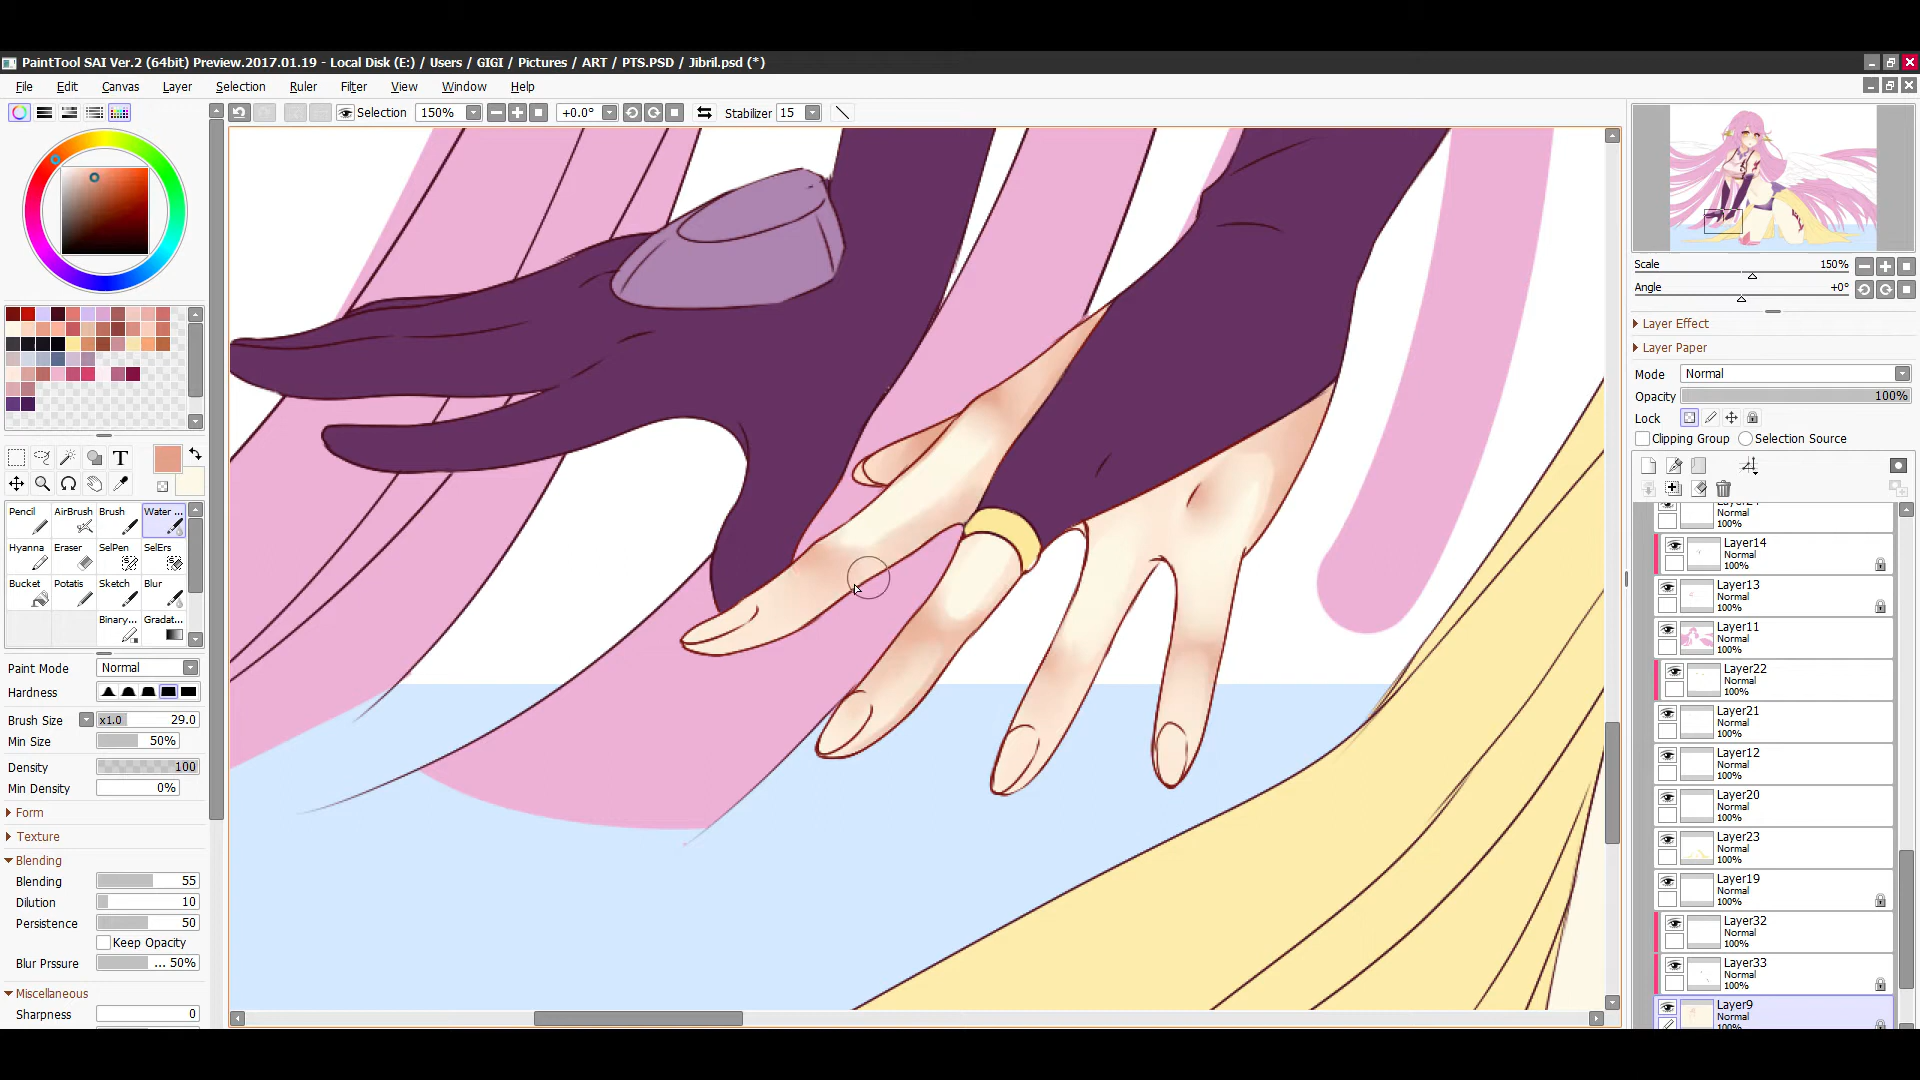 PaintTool SAI Ver.2 (64bit) Preview.2017.01.19 - Local Disk (E:) / Users / GIGI / Pictures / ART / PTS.PSD / Jibril.psd (*)
File Edit Canvas Layer Selection Ruler Filter View Window Help
Selection 150% +0.0° Stabilizer 15
Scale 150%
Angle +0°
Layer Effect
Layer Paper
Mode Normal
Opacity 100%
Lock
Clipping Group Selection Source
T
Pencil AirBrush Brush Water ...
Hyanna Eraser SelPen SelErs
Bucket Potatis Sketch Blur
Binary... Gradat...
Paint Mode Normal
Hardness
Brush Size x1.0 29.0
Min Size 50%
Density 100
Min Density 0%
Form
Texture
Blending
Blending 55
Dilution 10
Persistence 50
Keep Opacity
Blur Prssure ... 50%
Miscellaneous
Sharpness 0
Normal
100%
Layer14
Normal
100%
Layer13
Normal
100%
Layer11
Normal
100%
Layer22
Normal
100%
Layer21
Normal
100%
Layer12
Normal
100%
Layer20
Normal
100%
Layer23
Normal
100%
Layer19
Normal
100%
Layer32
Normal
100%
Layer33
Normal
100%
Layer9
Normal
100%